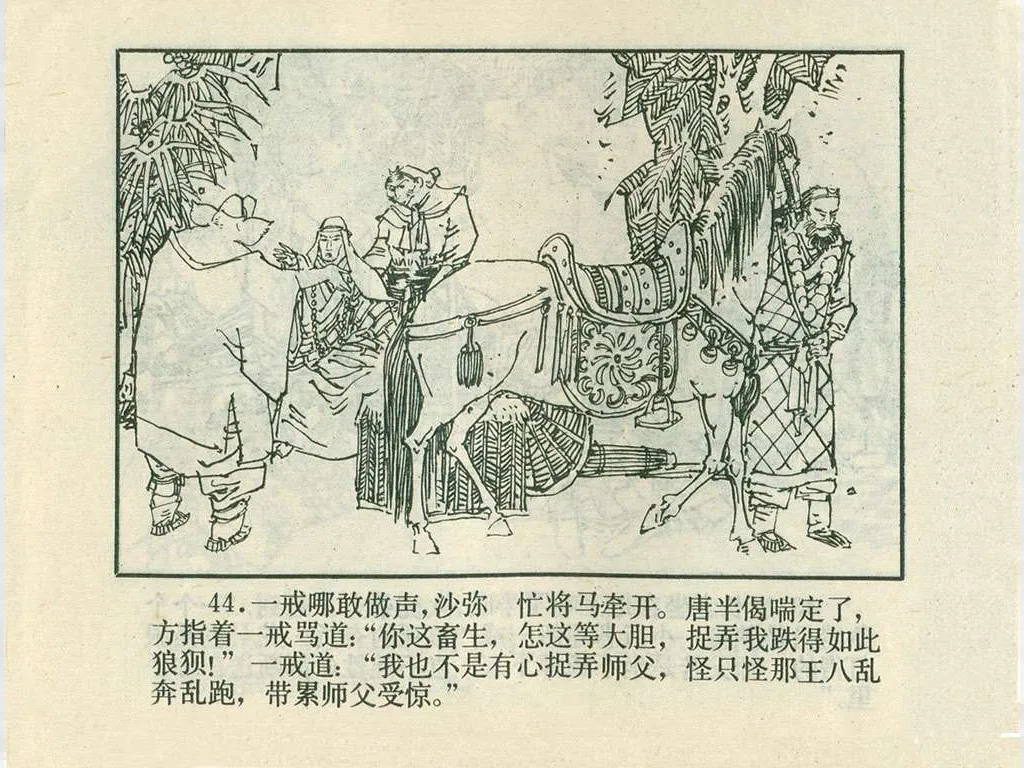 44.一戒哪敢做声,沙弥 忙将马牵开。唐半偈喘定了,
方指着一戒骂道:“你这畜生,怎这等大胆,捉弄我跌得如此
狼狈!”一戒道:“我也不是有心捉弄师父,怪只怪那王八乱
奔乱跑,带累师父受惊。”